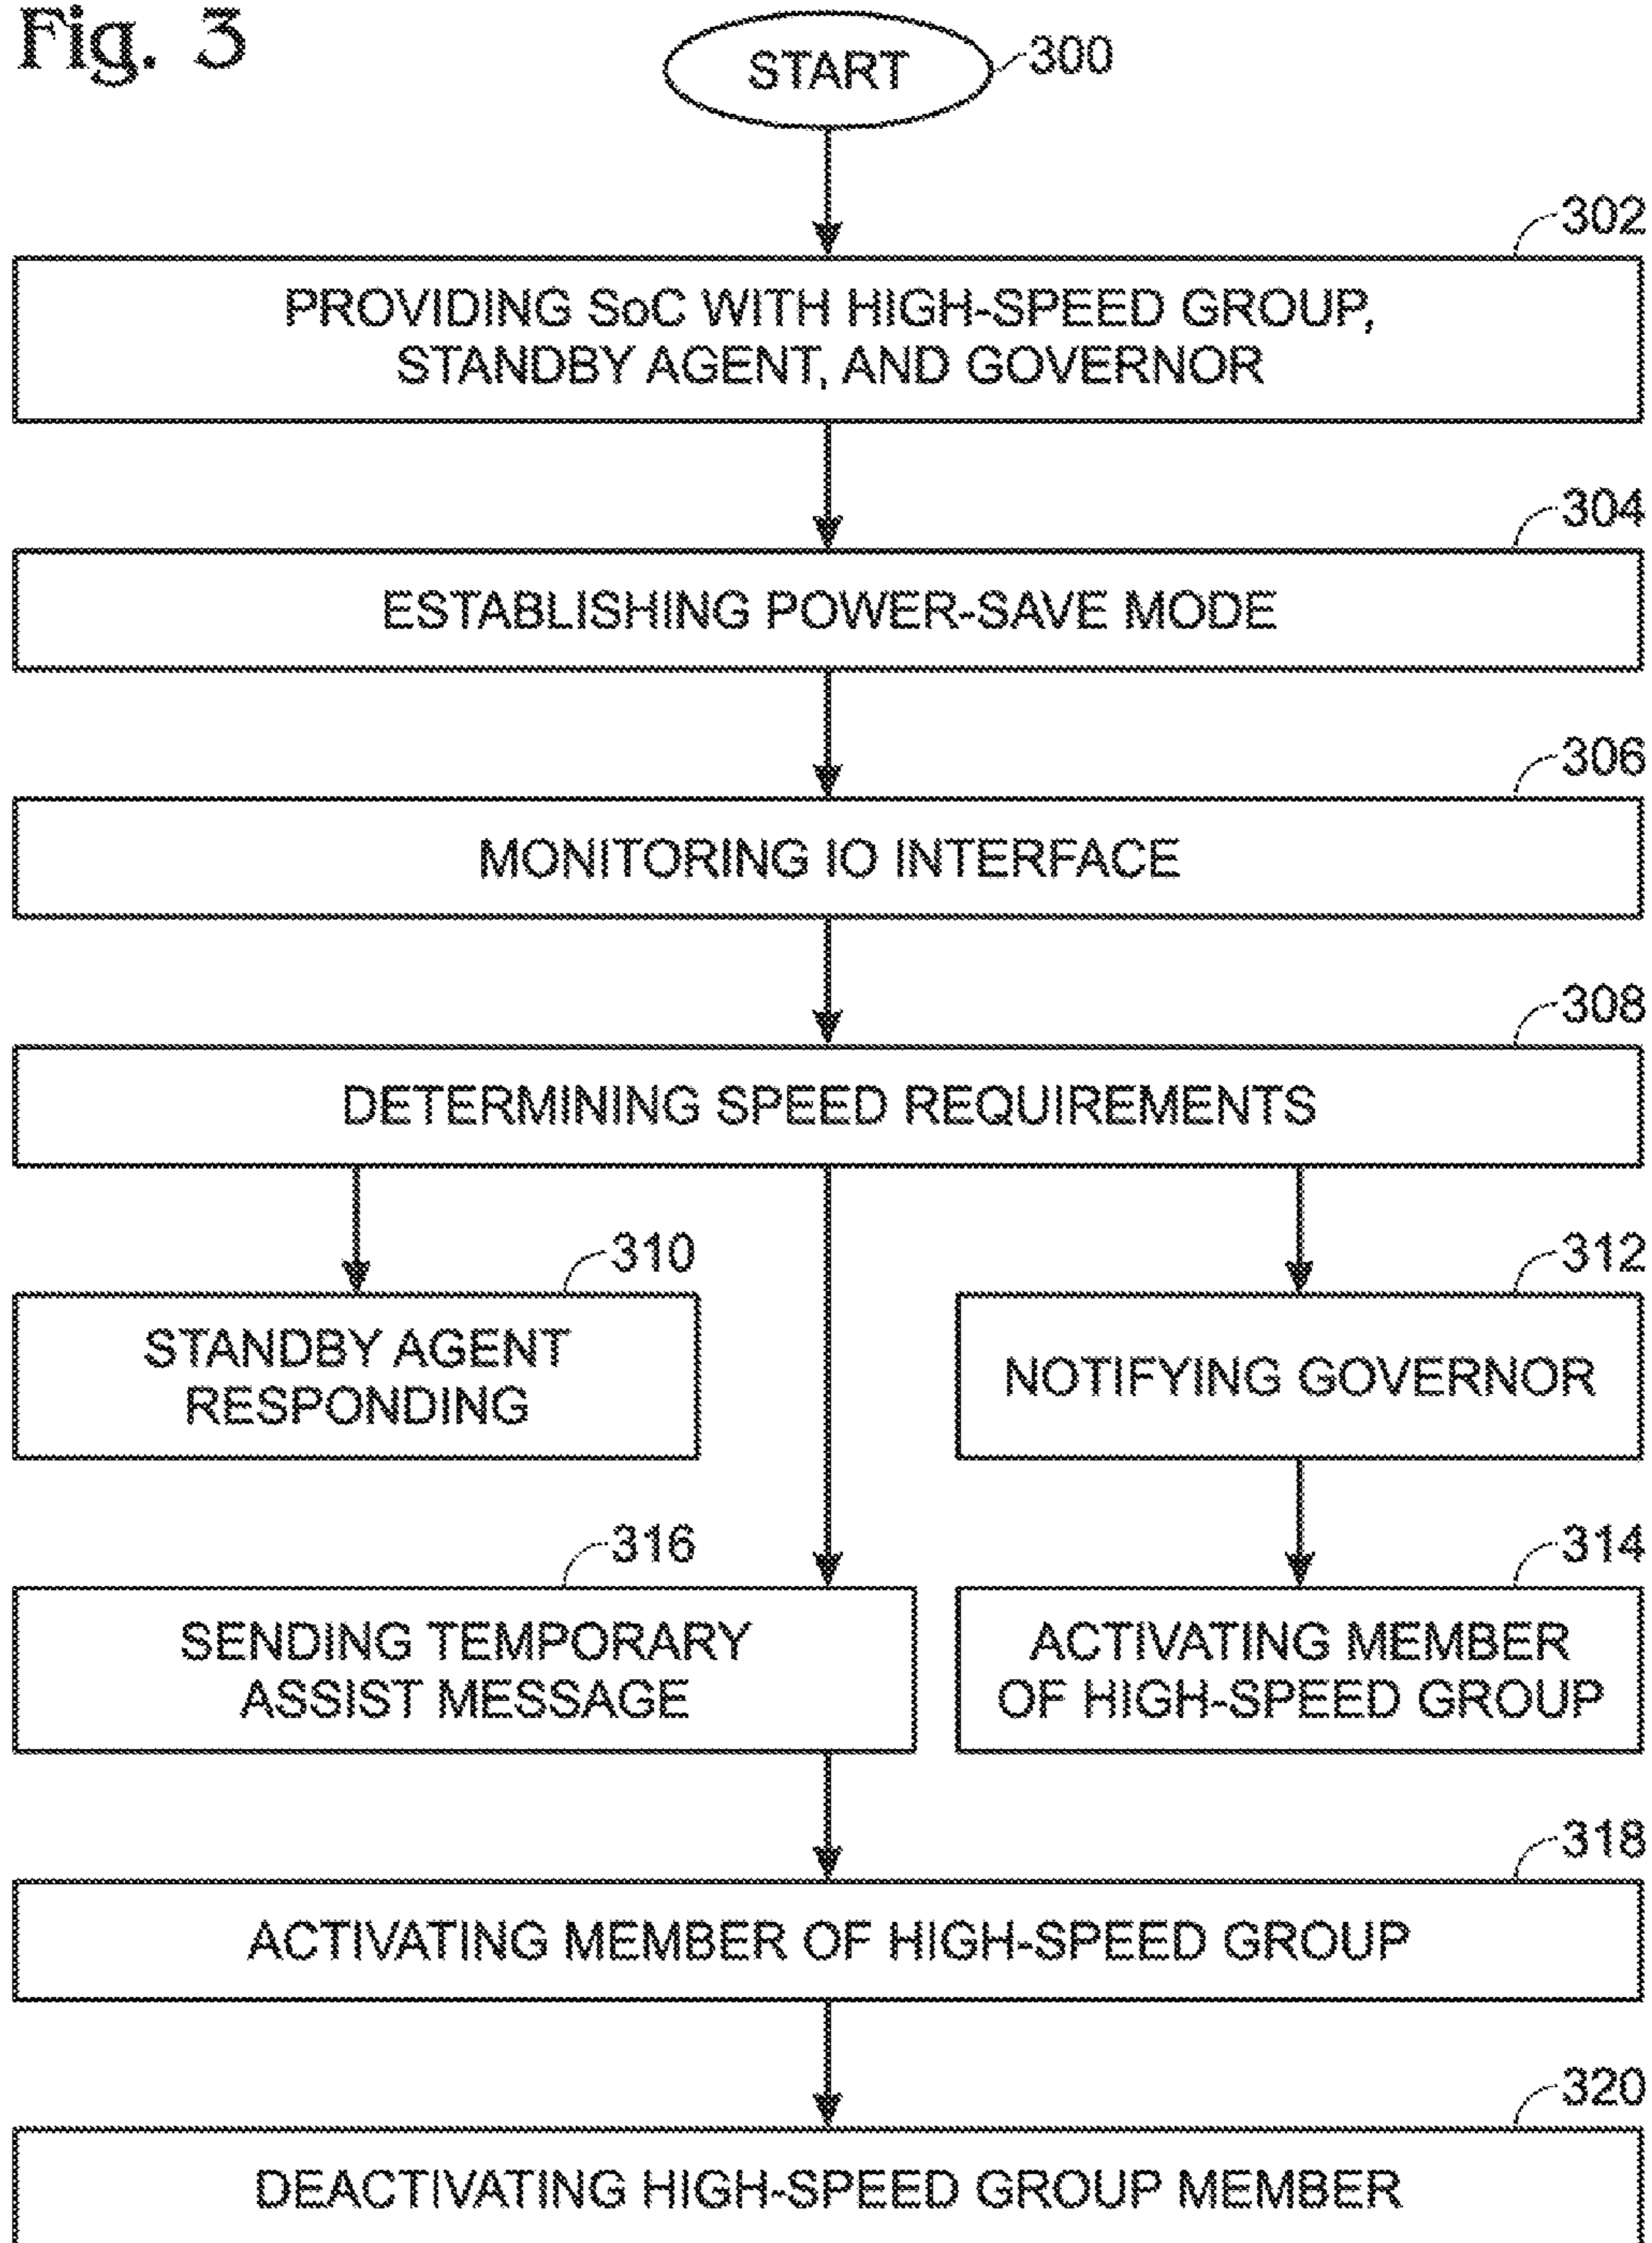 Fig. 3
START
300
302
PROVIDING SoC WITH HIGH-SPEED GROUP,
STANDBY AGENT, AND GOVERNOR
304
ESTABLISHING POWER-SAVE MODE
306
MONITORING IO INTERFACE
308
DETERMINING SPEED REQUIREMENTS
310
STANDBY AGENT
RESPONDING
312
NOTIFYING GOVERNOR
316
SENDING TEMPORARY
ASSIST MESSAGE
314
ACTIVATING MEMBER
OF HIGH-SPEED GROUP
318
ACTIVATING MEMBER OF HIGH-SPEED GROUP
320
DEACTIVATING HIGH-SPEED GROUP MEMBER